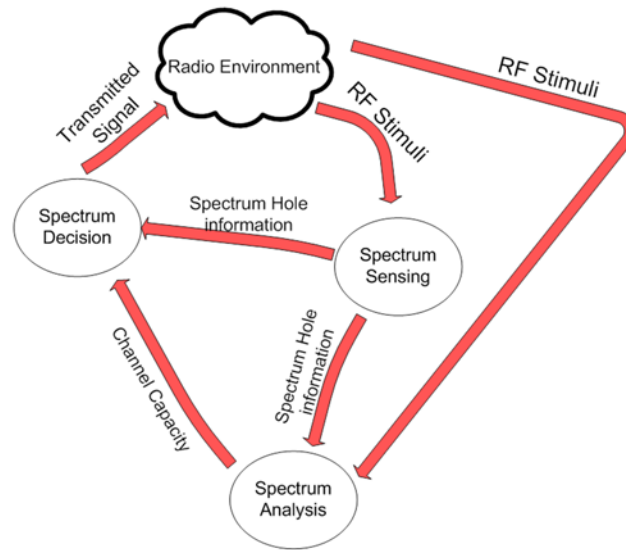 Radio Environment
RF Stimuli
RF Stimuli
Transmitted
Signal
Spectrum Hole
information
Spectrum
Decision
Spectrum
Sensing
Spectrum Hole
information
Channel Capacity
Spectrum
Analysis